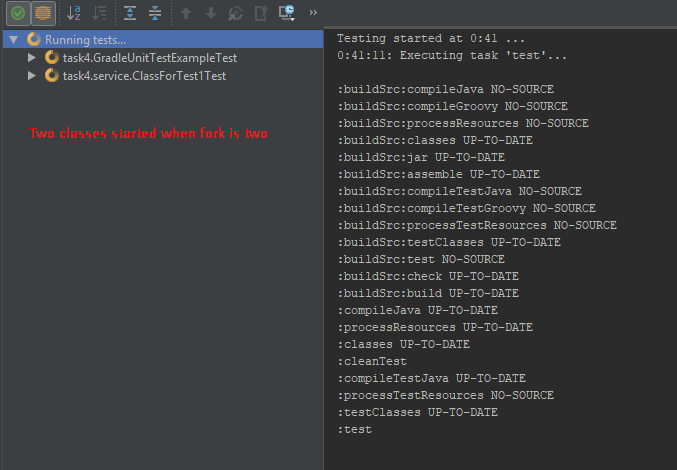 Running tests...
task4.GradleUnitTestExampleTest
task4.service.ClassForTest1Test
Two classes started when fork is two
Testing started at 0:41 ...
0:41:11: Executing task 'test'...
:buildSrc:compileJava NO-SOURCE
:buildSrc:compileGroovy NO-SOURCE
:buildSrc:processResources NO-SOURCE
:buildSrc:classes UP-TO-DATE
:buildSrc:jar UP-TO-DATE
:buildSrc:assemble UP-TO-DATE
:buildSrc:compileTestJava NO-SOURCE
:buildSrc:compileTestGroovy NO-SOURCE
:buildSrc:processTestResources NO-SOURCE
:buildSrc:testClasses UP-TO-DATE
:buildSrc:test NO-SOURCE
:buildSrc:check UP-TO-DATE
:buildSrc:build UP-TO-DATE
:compileJava UP-TO-DATE
:processResources UP-TO-DATE
:classes UP-TO-DATE
:cleanTest
:compileTestJava UP-TO-DATE
:processTestResources NO-SOURCE
:testClasses UP-TO-DATE
:test